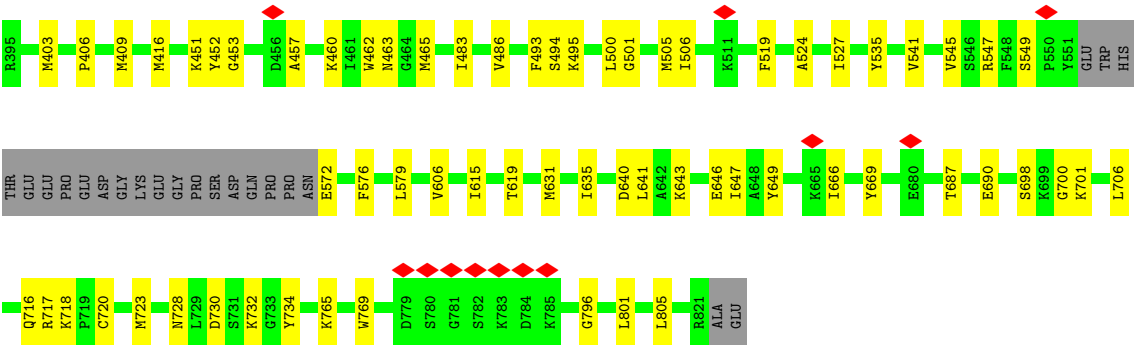 R395 M403 P406 M409 M416 K451 Y452 G453 D456 A457 K460 I461 W462 N463 G464 M465 I483 V486 F493 S494 K495 L500 G501 M505 I506 K511 F519 A524 I527 Y535 V541 V545 S546 R547 F548 S549 P550 Y551 GLU TRP HIS
THR GLU GLU PRO GLU ASP GLY LYS GLU GLY PRO SER ASP GLN PRO PRO ASN E572 F576 L579 V606 I615 T619 M631 I635 D640 L641 A642 K643 E646 I647 A648 Y649 K665 I666 Y669 E680 T687 E690 S698 K699 G700 K701 L706
Q716 R717 K718 P719 C720 M723 N728 L729 D730 S731 K732 G733 Y734 K765 W769 D779 S780 G781 S782 K783 D784 K785 G796 L801 L805 R821 ALA GLU